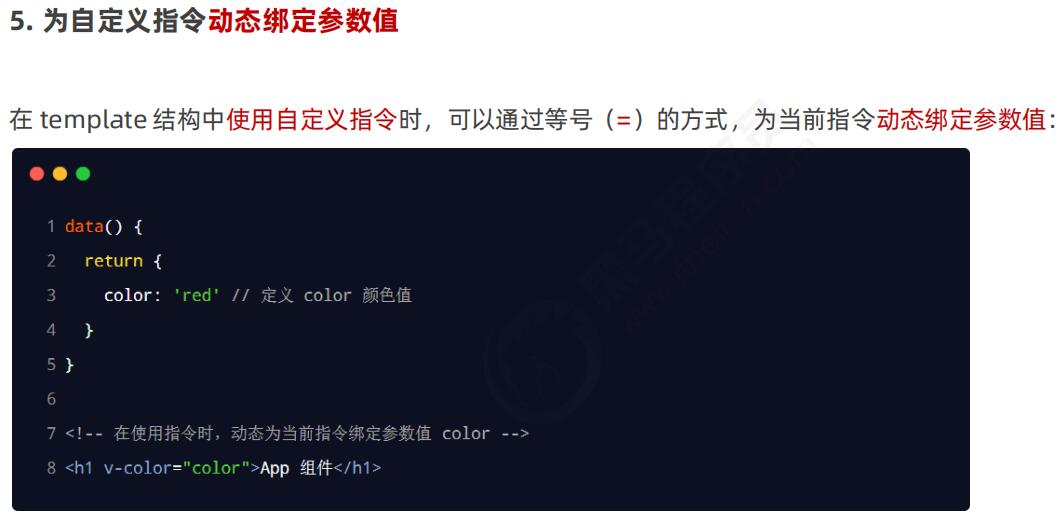 5. 为自定义指令动态绑定参数值
在 template 结构中使用自定义指令时，可以通过等号（=）的方式，为当前指令动态绑定参数值：
1 data() {
2   return {
3     color: 'red' // 定义 color 颜色值
4   }
5 }
6
7 <!-- 在使用指令时，动态为当前指令绑定参数值 color -->
8 <h1 v-color="color">App 组件</h1>